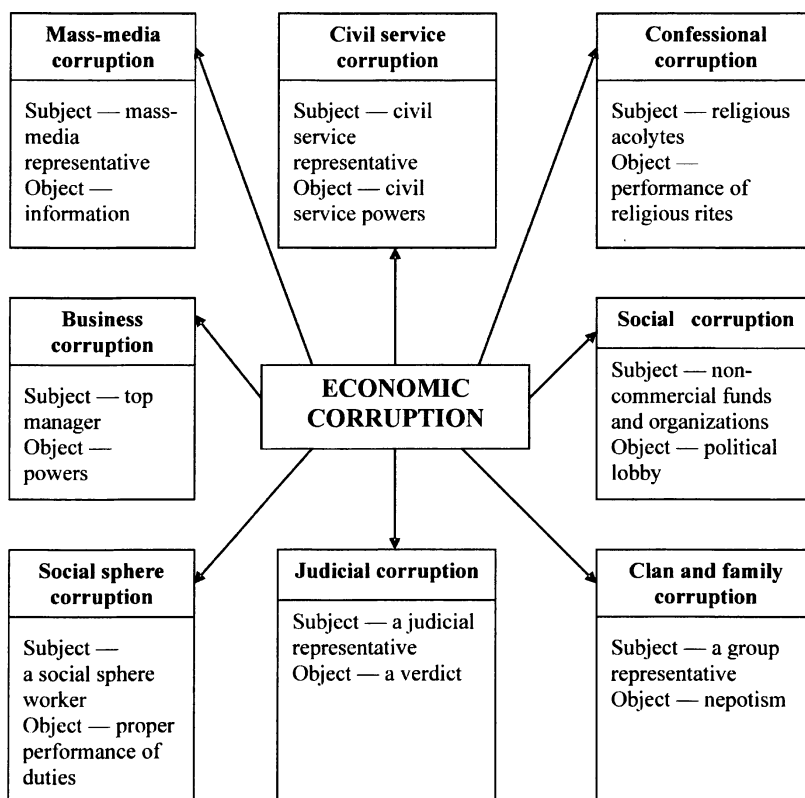 Mass-media
corruption
Subject — mass-
media
representative
Object —
information
Civil service
corruption
Subject — civil
service
representative
Object — civil
service powers
Confessional
corruption
Subject — religious
acolytes
Object —
performance of
religious rites
Business
corruption
Subject — top
manager
Object —
powers
ECONOMIC
CORRUPTION
Social corruption
Subject — non-
commercial funds
and organizations
Object — political
lobby
Social sphere
corruption
Subject —
a social sphere
worker
Object — proper
performance of
duties
Judicial corruption
Subject — a judicial
representative
Object — a verdict
Clan and family
corruption
Subject — a group
representative
Object — nepotism